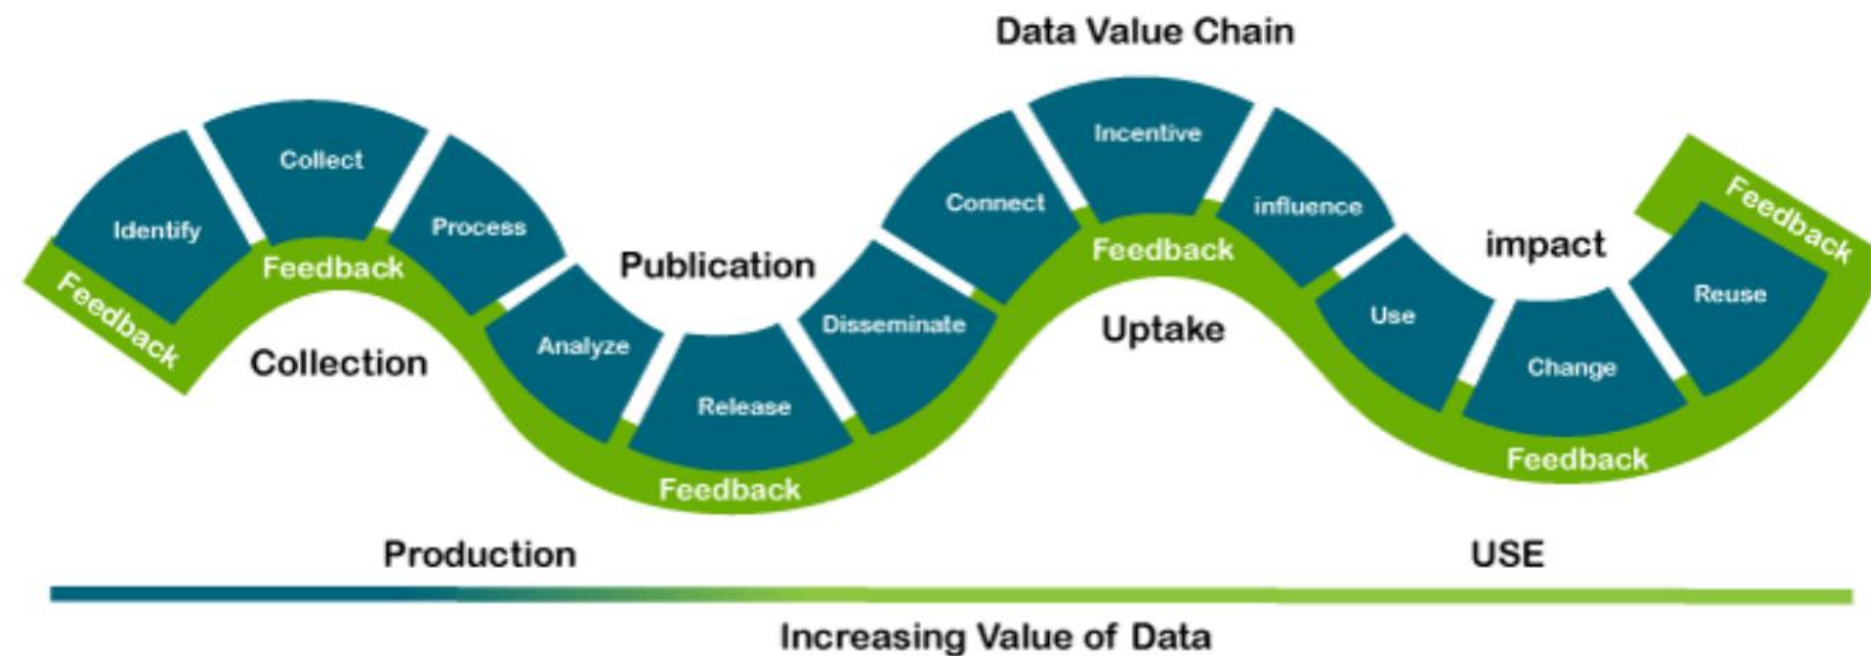 Data Value Chain
Identify
Collect
Process
Analyze
Release
Disseminate
Connect
Incentive
influence
Use
Change
Reuse
Feedback
Feedback
Feedback
Feedback
Feedback
Feedback
Collection
Publication
Uptake
impact
Production
USE
Increasing Value of Data